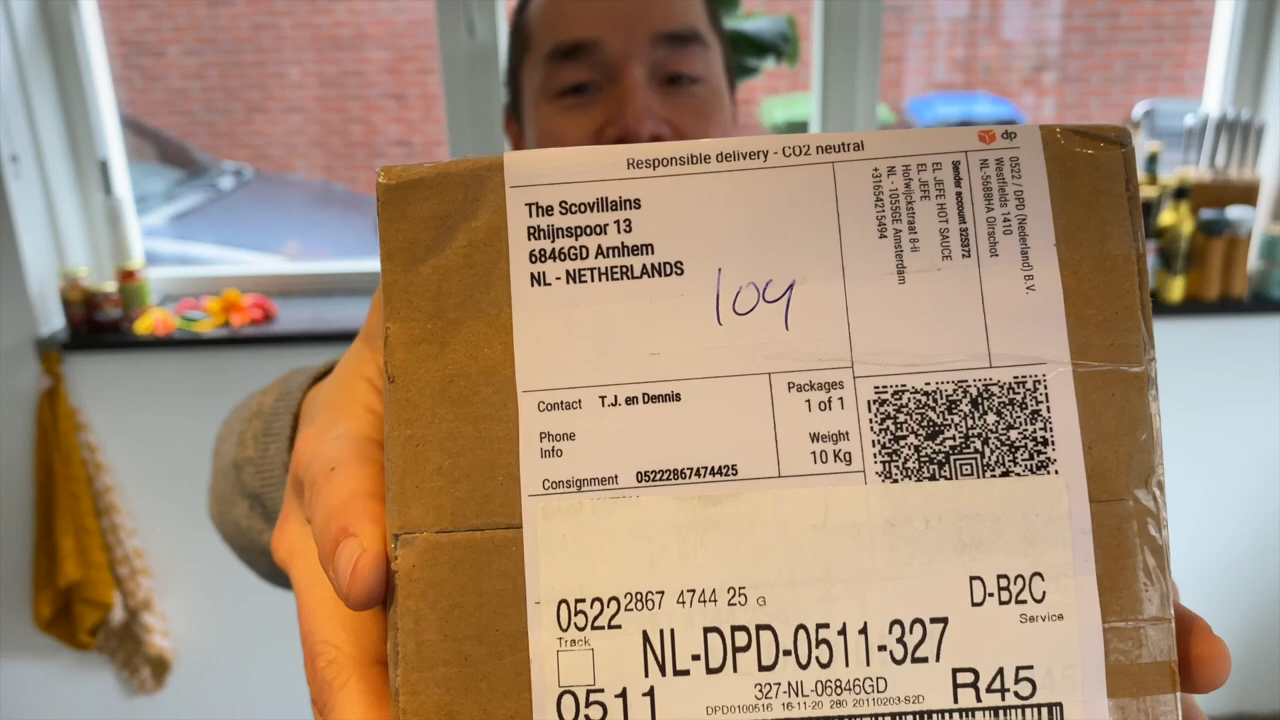 Responsible delivery - CO2 neutral
dp
The Scovillains
Rhijnspoor 13
6846GD Arnhem
NL - NETHERLANDS
104
0522 / DPD (Nederland) B.V.
Westfields 1410
NL-5688HA Oirschot
Sender account 325372
EL JEFE HOT SAUCE
EL JEFE
Hofwijckstraat 8-ii
NL - 1055GE Amsterdam
+31654215494
Contact T.J. en Dennis
Packages
1 of 1
Phone
Info
Weight
10 Kg
Consignment 05222867474425
0522 2867 4744 25 G
D-B2C
Track
Service
NL-DPD-0511-327
0511
327-NL-06846GD
R45
DPD0100516 16-11-20 280 20110203-S2D